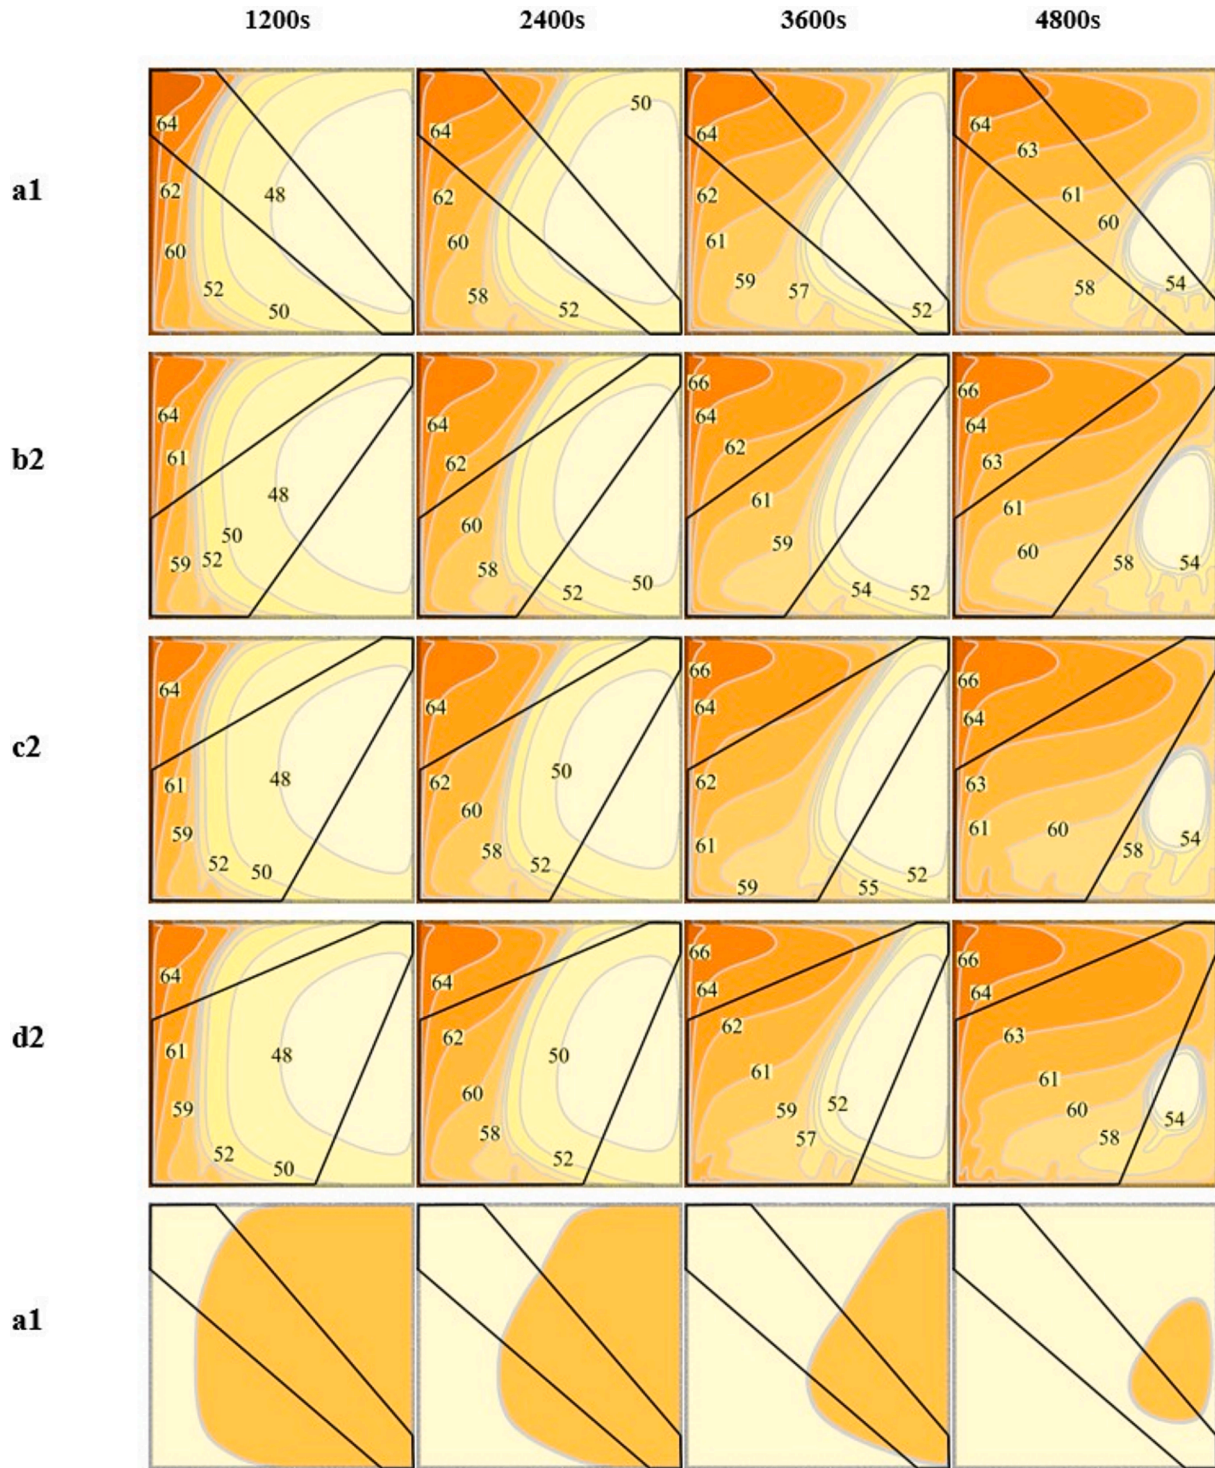 1200s 2400s 3600s 4800s
a1
64 62 60 52 48 50
64 62 60 58 52 50
64 62 61 59 57 52
64 63 61 60 58 54
b2
64 61 59 52 50 48
64 62 60 58 52 50
66 64 62 61 59 54 52
66 64 63 61 60 58 54
c2
64 61 59 52 50 48
64 62 60 58 52 50
66 64 62 61 59 55 52
66 64 63 61 60 58 54
d2
64 61 59 52 50 48
64 62 60 58 52 50
66 64 62 61 59 57 52
66 64 63 61 60 58 54
a1